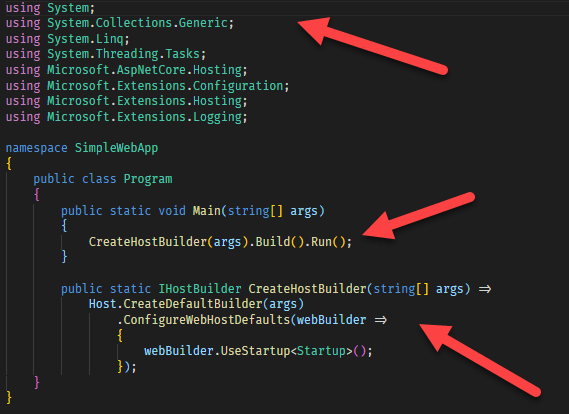 using System;
using System.Collections.Generic;
using System.Linq;
using System.Threading.Tasks;
using Microsoft.AspNetCore.Hosting;
using Microsoft.Extensions.Configuration;
using Microsoft.Extensions.Hosting;
using Microsoft.Extensions.Logging;

namespace SimpleWebApp
{
    public class Program
    {
        public static void Main(string[] args)
        {
            CreateHostBuilder(args).Build().Run();
        }

        public static IHostBuilder CreateHostBuilder(string[] args) =>
            Host.CreateDefaultBuilder(args)
                .ConfigureWebHostDefaults(webBuilder =>
                {
                    webBuilder.UseStartup<Startup>();
                });
    }
}